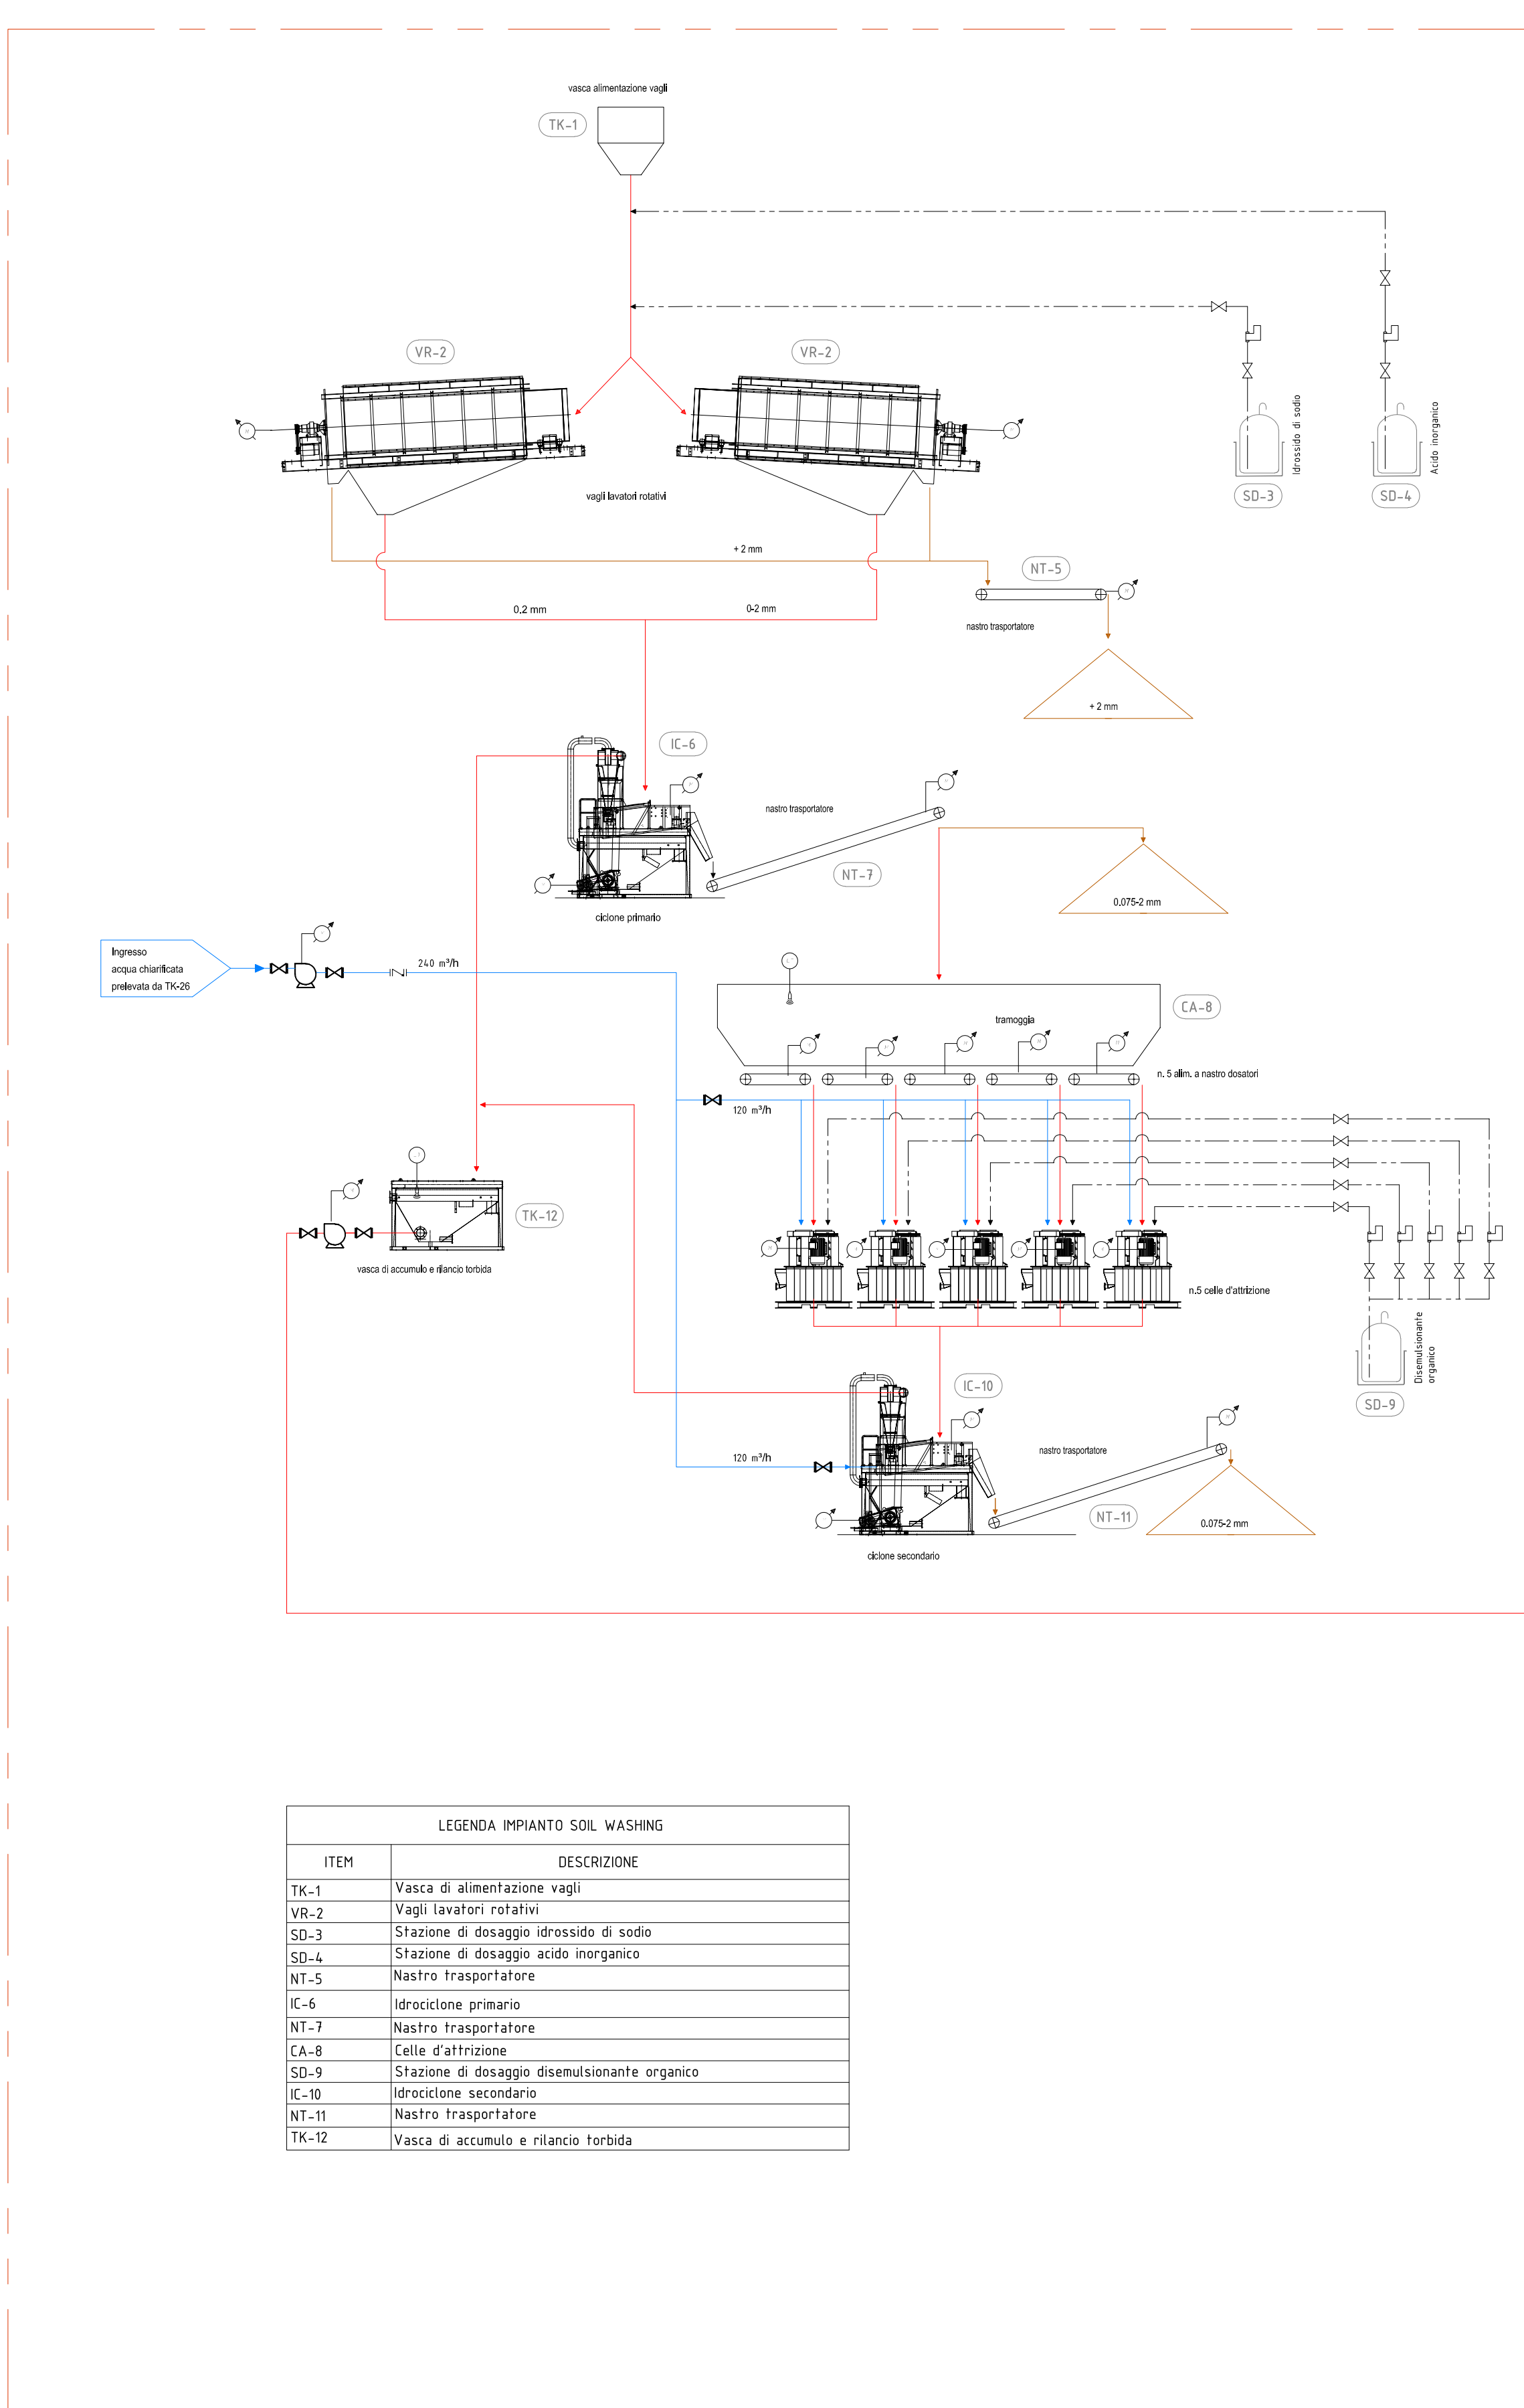 vasca alimentazione vagli
TK-1
VR-2
VR-2
Idrossido di sodio
Acido inorganico
SD-3
SD-4
vagli lavatori rotativi
+ 2 mm
NT-5
0.2 mm
0-2 mm
nastro trasportatore
+ 2 mm
IC-6
nastro trasportatore
NT-7
0.075-2 mm
ciclone primario
Ingresso
acqua chiarificata
prelevata da TK-26
240 m³/h
CA-8
tramoggia
n. 5 alim. a nastro dosatori
120 m³/h
TK-12
vasca di accumulo e rilancio torbida
n.5 celle d'attrizione
Disemulsionante
organico
SD-9
IC-10
120 m³/h
nastro trasportatore
NT-11
0.075-2 mm
ciclone secondario
LEGENDA IMPIANTO SOIL WASHING
ITEM DESCRIZIONE
TK-1 Vasca di alimentazione vagli
VR-2 Vagli lavatori rotativi
SD-3 Stazione di dosaggio idrossido di sodio
SD-4 Stazione di dosaggio acido inorganico
NT-5 Nastro trasportatore
IC-6 Idrociclone primario
NT-7 Nastro trasportatore
CA-8 Celle d'attrizione
SD-9 Stazione di dosaggio disemulsionante organico
IC-10 Idrociclone secondario
NT-11 Nastro trasportatore
TK-12 Vasca di accumulo e rilancio torbida